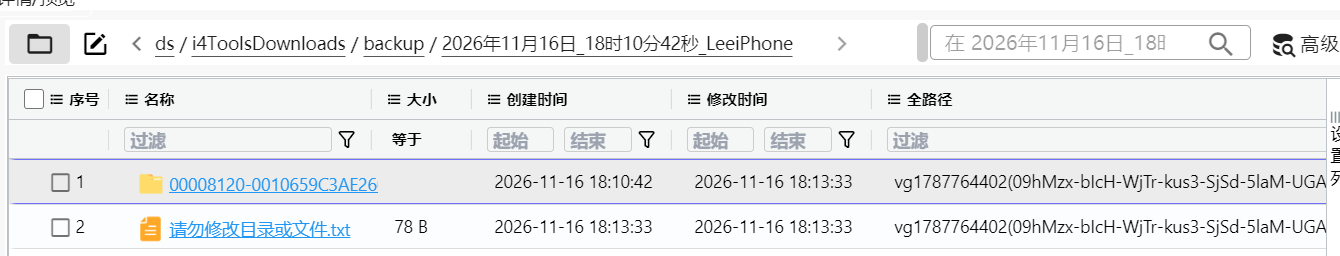 ds / i4ToolsDownloads / backup / 2026年11月16日_18时10分42秒_LeeiPhone 在 2026年11月16日_18 高级
序号 名称 大小 创建时间 修改时间 全路径
过滤 等于 起始 结束 起始 结束 过滤
设置列
1 00008120-0010659C3AE26 2026-11-16 18:10:42 2026-11-16 18:13:33 vg1787764402(09hMzx-bIcH-WjTr-kus3-SjSd-5laM-UGA
2 请勿修改目录或文件.txt 78 B 2026-11-16 18:13:33 2026-11-16 18:13:33 vg1787764402(09hMzx-bIcH-WjTr-kus3-SjSd-5laM-UGA